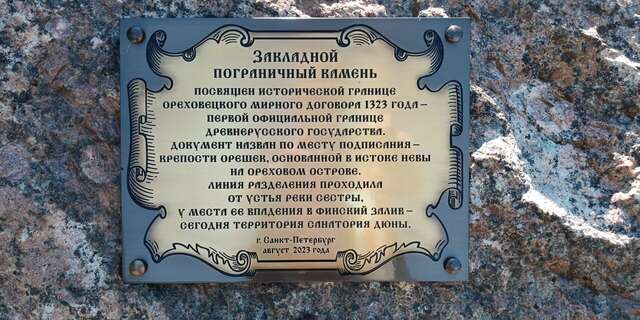 Закладной
пограничный камень
посвящен исторической границе
ореховецкого мирного договора 1323 года –
первой официальной границе
древнерусского государства.
документ назван по месту подписания –
крепости орешек, основанной в истоке невы
на ореховом острове.
линия разделения проходила
от устья реки сестры,
у места ее впадения в финский залив –
сегодня территория санатория дюны.
г. Санкт-Петербург
август 2023 года